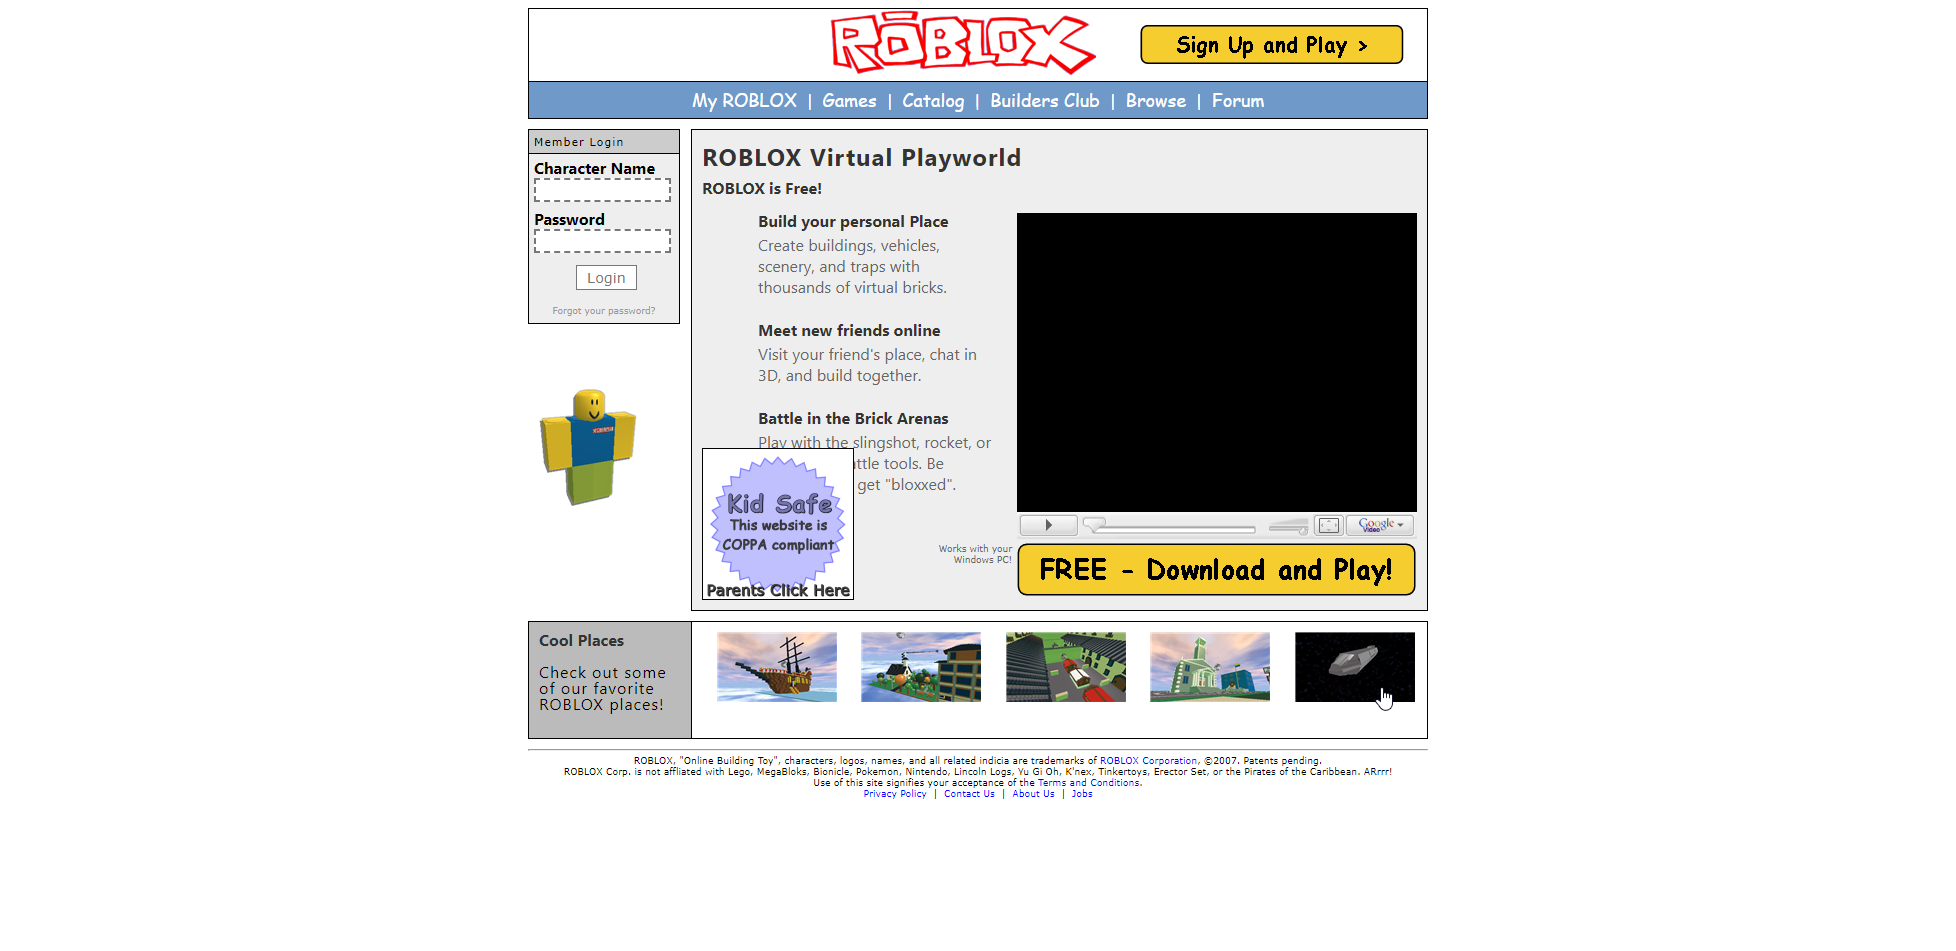 ROBLOX
Sign Up and Play >
My ROBLOX | Games | Catalog | Builders Club | Browse | Forum
Member Login
Character Name
Password
Login
Forgot your password?
ROBLOX Virtual Playworld
ROBLOX is Free!
Build your personal Place
Create buildings, vehicles,
scenery, and traps with
thousands of virtual bricks.
Meet new friends online
Visit your friend's place, chat in
3D, and build together.
Battle in the Brick Arenas
Play with the slingshot, rocket, or
ttle tools. Be
get "bloxxed".
Kid Safe
This website is
COPPA compliant
Parents Click Here
Google
Video
Works with your
Windows PC!
FREE - Download and Play!
Cool Places
Check out some
of our favorite
ROBLOX places!
ROBLOX, "Online Building Toy", characters, logos, names, and all related indicia are trademarks of ROBLOX Corporation, ©2007. Patents pending.
ROBLOX Corp. is not affliated with Lego, MegaBloks, Bionicle, Pokemon, Nintendo, Lincoln Logs, Yu Gi Oh, K'nex, Tinkertoys, Erector Set, or the Pirates of the Caribbean. ARrrr!
Use of this site signifies your acceptance of the Terms and Conditions.
Privacy Policy | Contact Us | About Us | Jobs